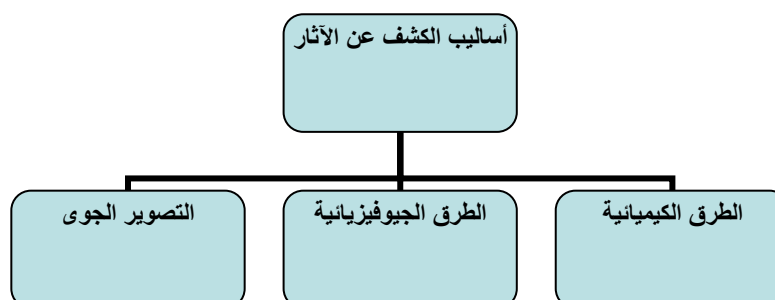 أساليب الكشف عن الآثار
الطرق الكيميائية
الطرق الجيوفيزيائية
التصوير الجوى